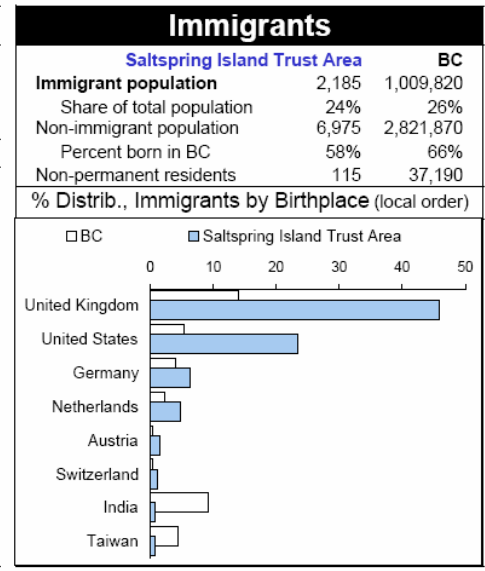 Immigrants
Saltspring Island Trust Area BC
Immigrant population 2,185 1,009,820
Share of total population 24% 26%
Non-immigrant population 6,975 2,821,870
Percent born in BC 58% 66%
Non-permanent residents 115 37,190
% Distrib., Immigrants by Birthplace (local order)
BC Saltspring Island Trust Area
0 10 20 30 40 50
United Kingdom
United States
Germany
Netherlands
Austria
Switzerland
India
Taiwan